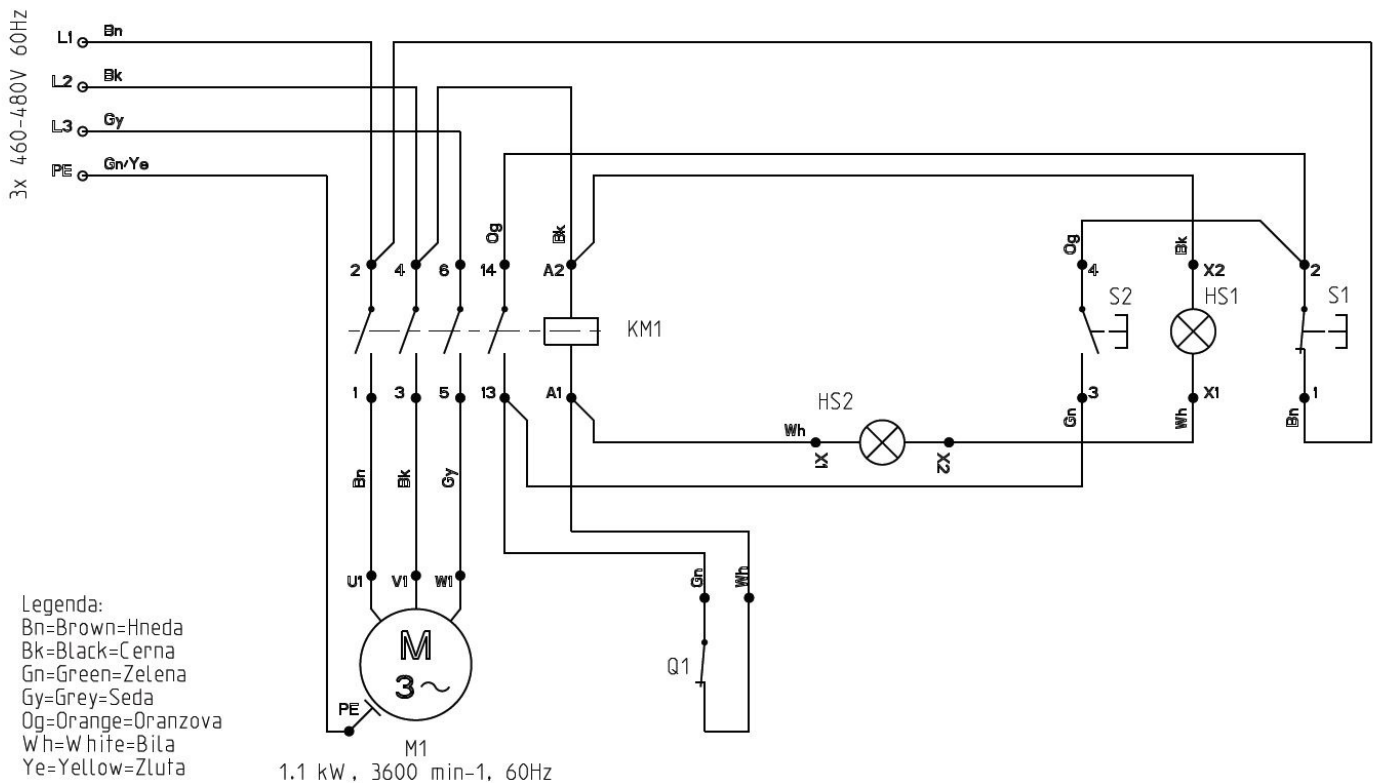 3x 460-480V 60Hz
L1 Bn
L2 Bk
L3 Gy
PE Gn/Ye
Og
Bk
Og
Bk
2 4 6 14 A2
4 X2 2
S2 HS1 S1
KM1
1 3 5 13 A1
HS2
3 X1 1
Gn Wh Bn
Wh
X1 X2
Bn Bk Gy
U1 V1 W1
Gn Wh
Q1
M
3~
PE
M1
1.1 kW, 3600 min-1, 60Hz
Legenda:
Bn=Brown=Hneda
Bk=Black=Cerna
Gn=Green=Zelena
Gy=Grey=Seda
Og=Orange=Oranzova
Wh=White=Bila
Ye=Yellow=Zluta